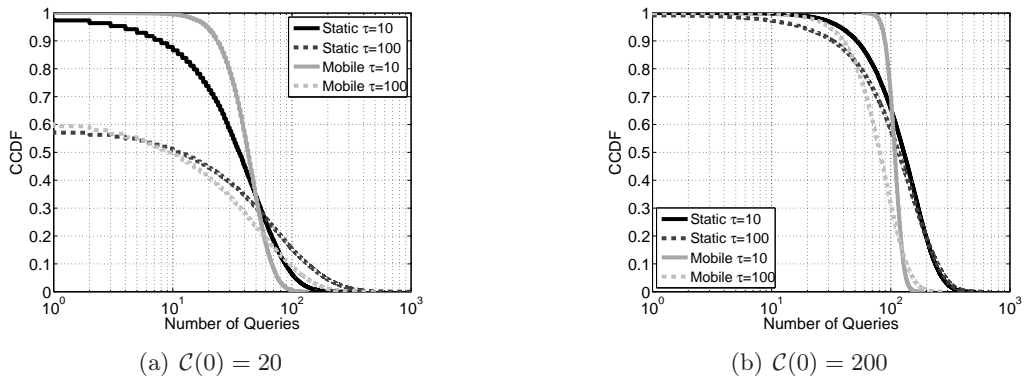 1
0.9
0.8
0.7
0.6
0.5
0.4
0.3
0.2
0.1
0
CCDF
10^0
10^1
10^2
10^3
Number of Queries
Static τ=10
Static τ=100
Mobile τ=10
Mobile τ=100
(a) C(0) = 20
1
0.9
0.8
0.7
0.6
0.5
0.4
0.3
0.2
0.1
0
CCDF
Static τ=10
Static τ=100
Mobile τ=10
Mobile τ=100
10^0
10^1
10^2
10^3
Number of Queries
(b) C(0) = 200